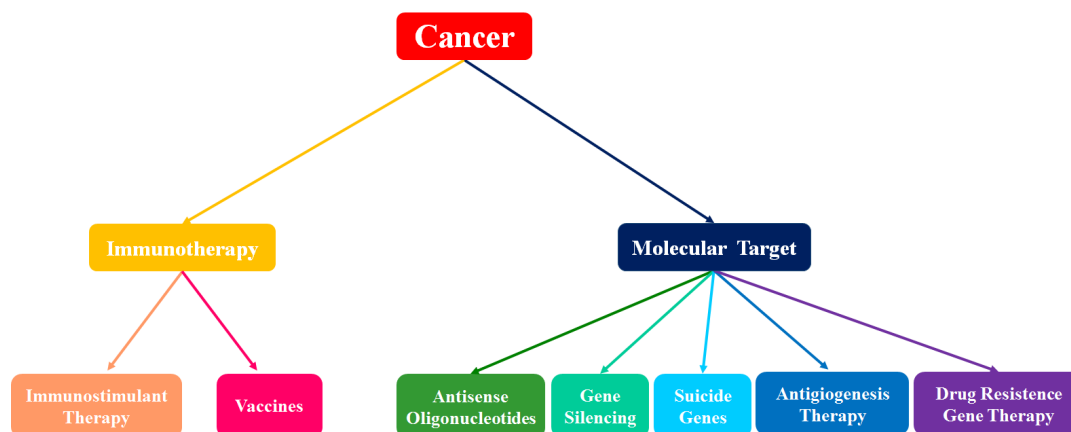 Cancer
Immunotherapy
Molecular Target
Immunostimulant
Therapy
Vaccines
Antisense
Oligonucleotides
Gene
Silencing
Suicide
Genes
Antigiogenesis
Therapy
Drug Resistence
Gene Therapy